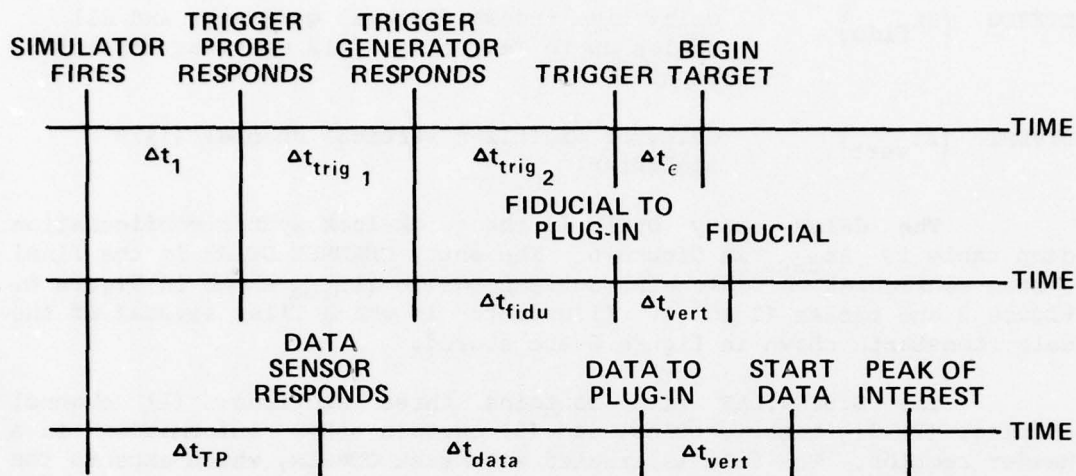 SIMULATOR
FIRES
TRIGGER
PROBE
RESPONDS
TRIGGER
GENERATOR
RESPONDS
TRIGGER
BEGIN
TARGET
TIME
Δt1
Δttrig 1
Δttrig 2
Δtϵ
FIDUCIAL TO
PLUG-IN
FIDUCIAL
TIME
Δtfidu
Δtvert
DATA
SENSOR
RESPONDS
DATA TO
PLUG-IN
START
DATA
PEAK OF
INTEREST
TIME
ΔtTP
Δtdata
Δtvert